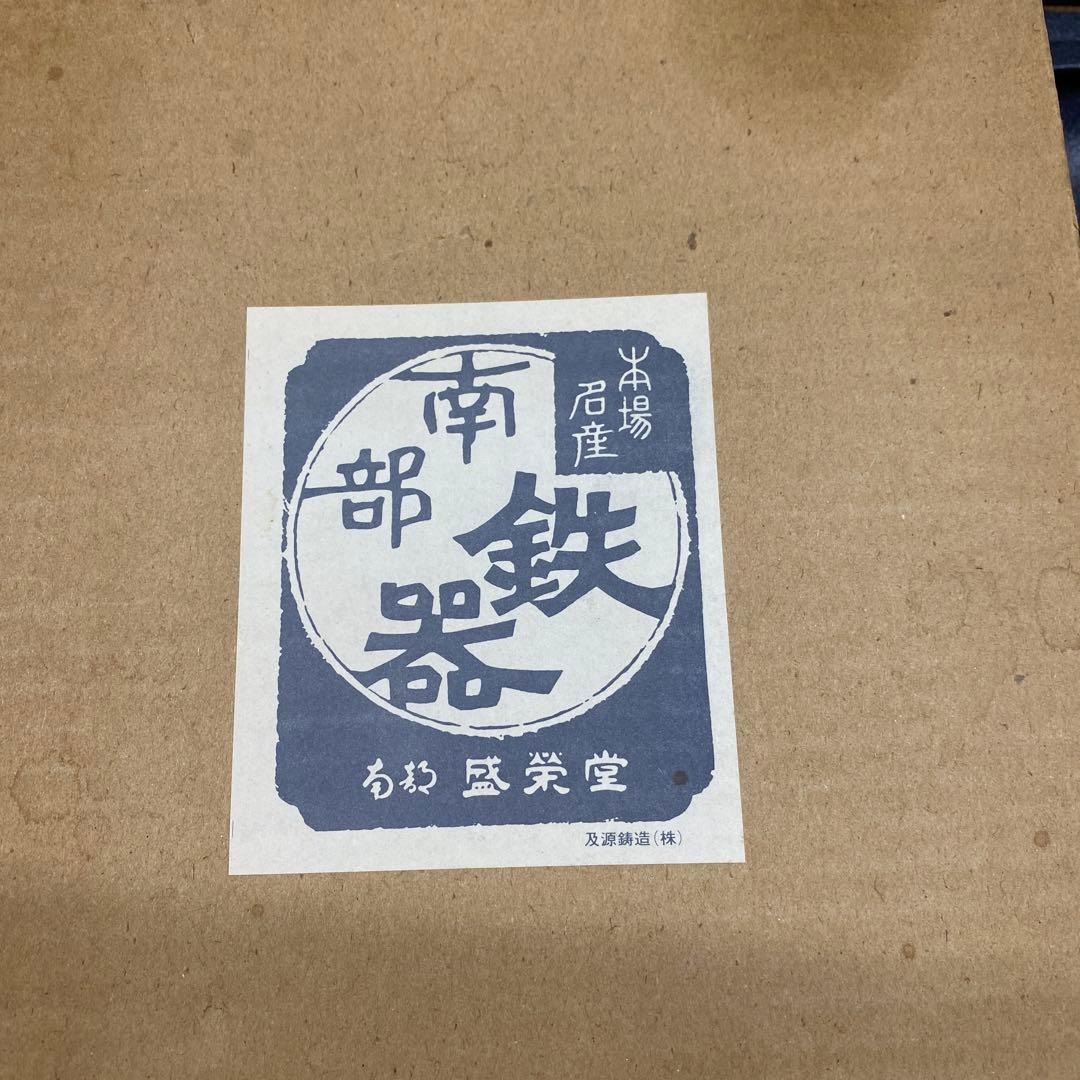 本場
名産
南部
鉄器
南部 盛栄堂
及源鋳造(株)